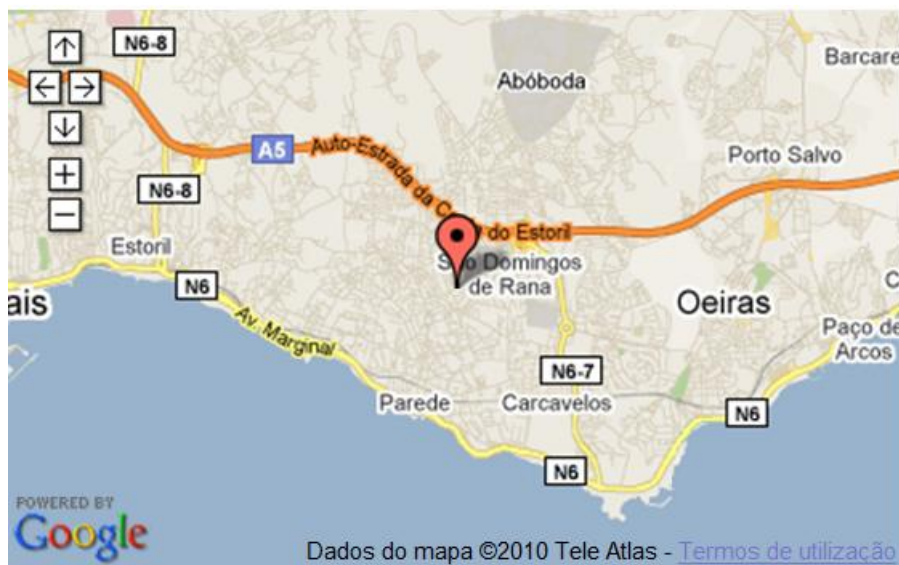 N6-8
Barcare
Abóboda
A5
Auto-Estrada da C
do Estoril
Porto Salvo
N6-8
Estoril
São Domingos
de Rana
N6
ais
Oeiras
C
Av. Marginal
Paço de
Arcos
N6-7
Parede
Carcavelos
N6
N6
POWERED BY
Google
Dados do mapa ©2010 Tele Atlas - Termos de utilização